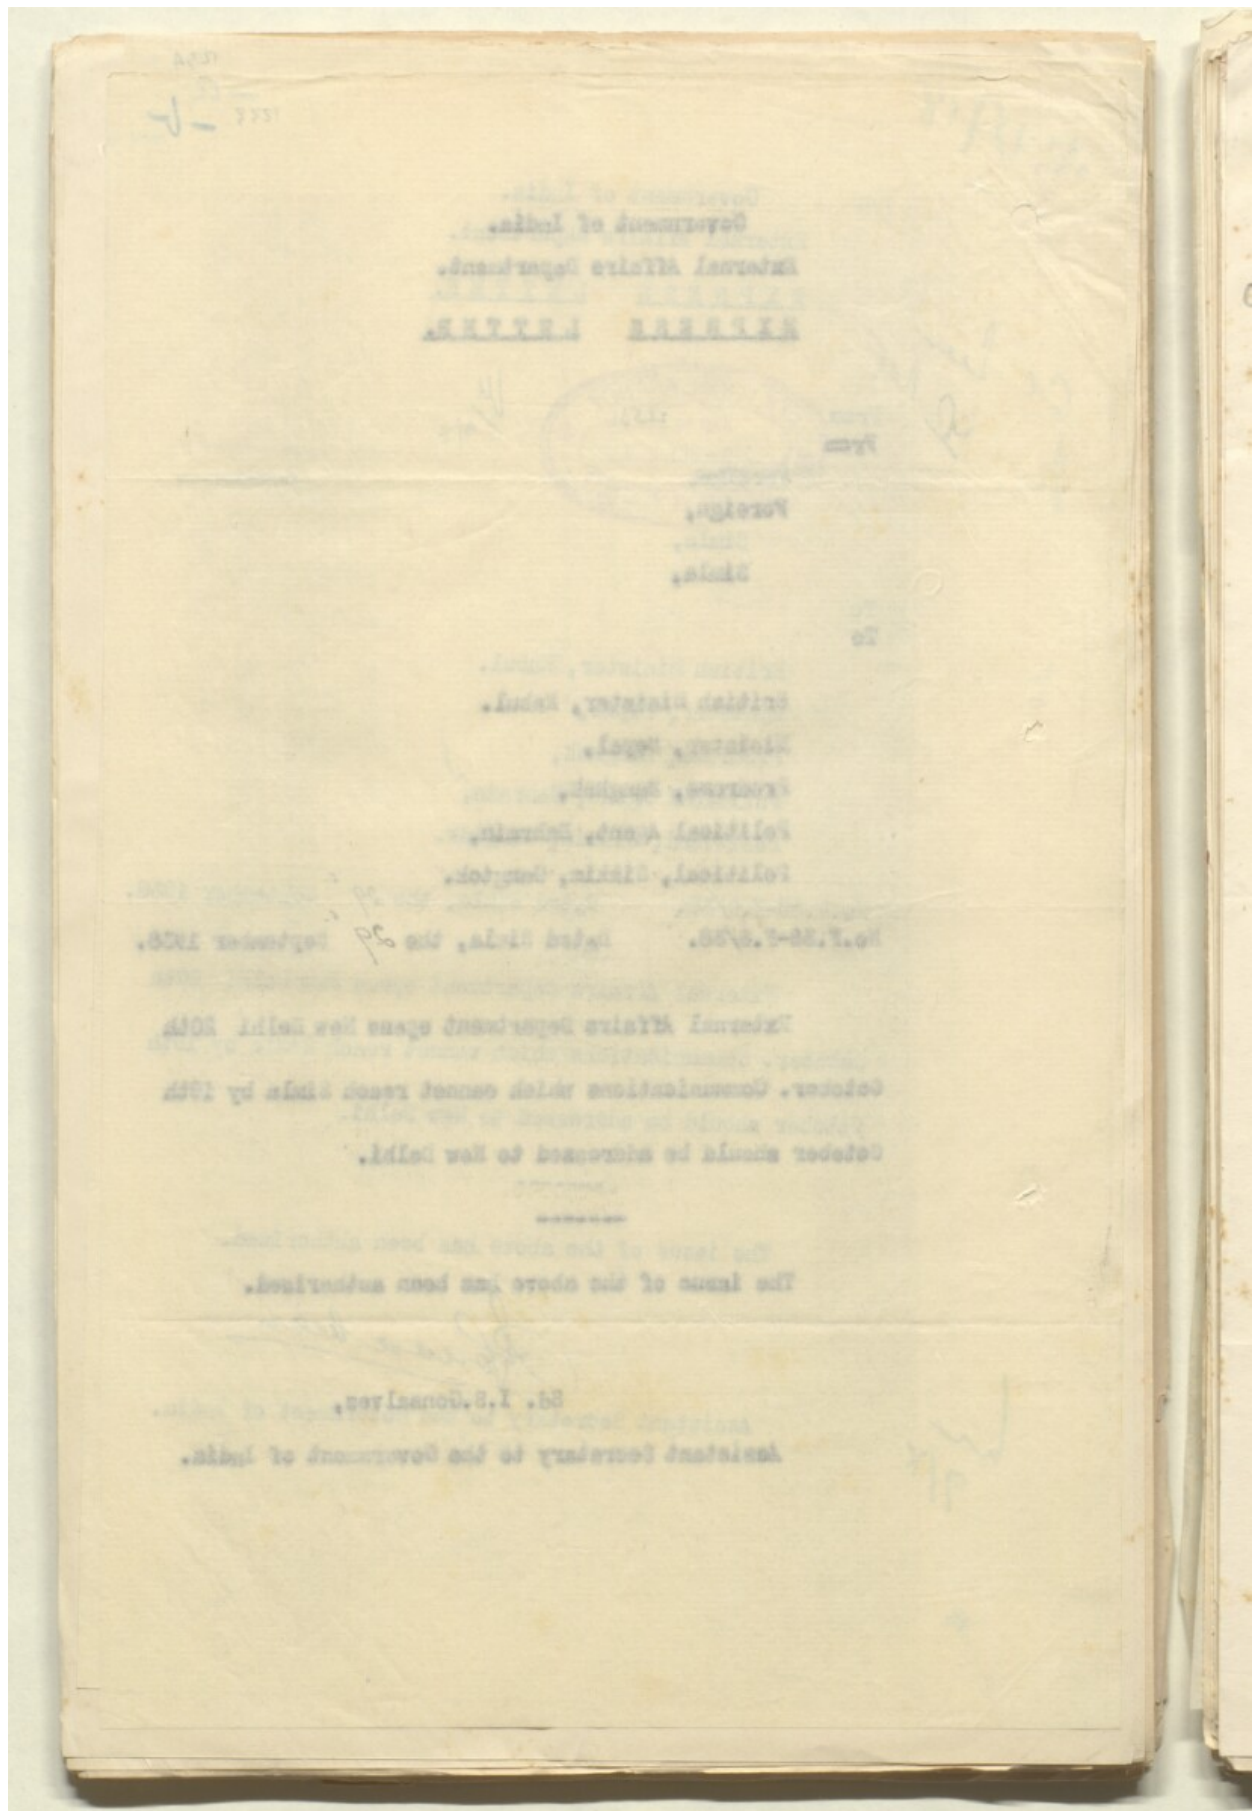 Government of India.
External Affairs Department.
EXPRESS LETTER.
From
Foreign,
Simla,
To
British Minister, Kabul.
Minister, Nepal,
Prodrome, Bangkok,
Political Agent, Bahrain,
Political, Sikkim, Gangtok.
Dated Simla, the 29 September 1938.
External Affairs Department opens New Delhi 20th
October. Communications which cannot reach Simla by 19th
October should be addressed to New Delhi.
-------
The issue of the above has been authorised.
Sd. I.S.Gonsalves,
Assistant Secretary to the Government of India.